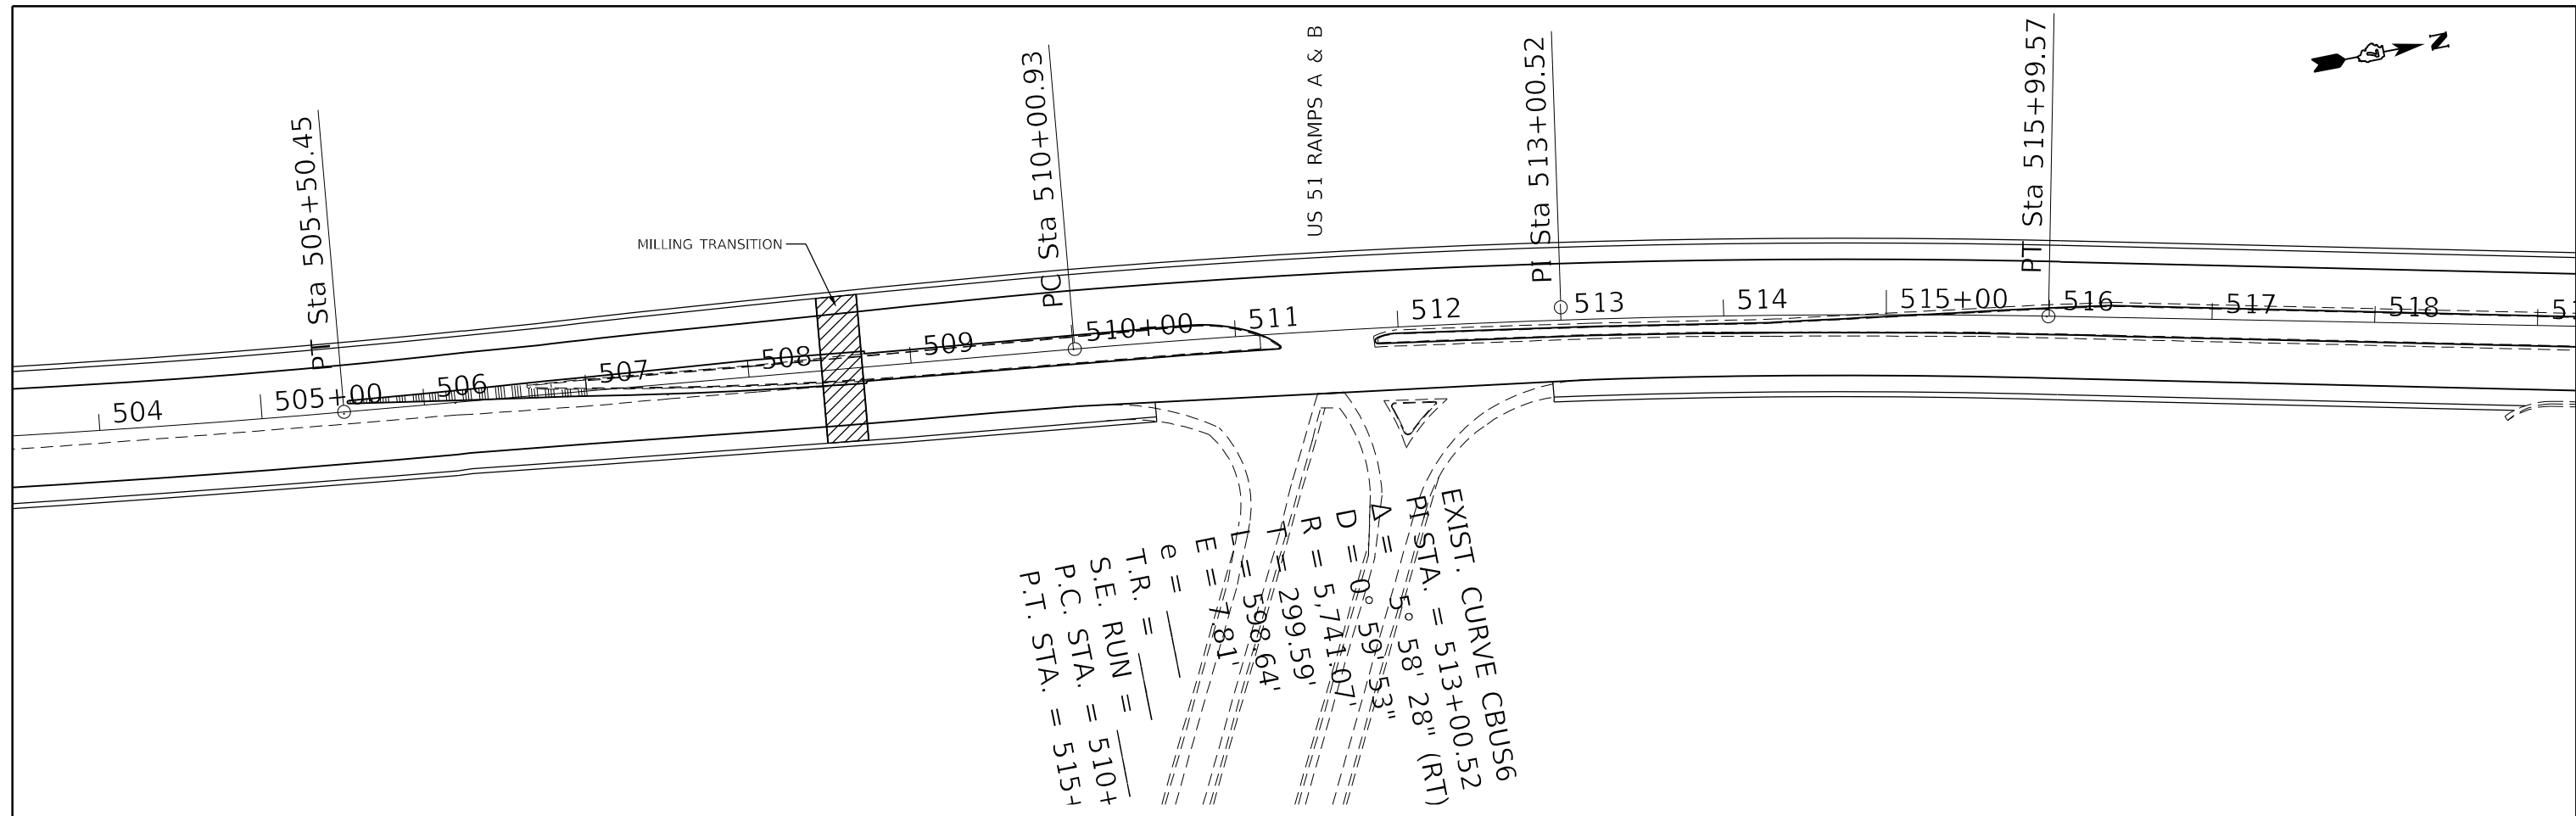 PT Sta 505+50.45
MILLING TRANSITION
PC Sta 510+00.93
US 51 RAMPS A & B
PI Sta 513+00.52
PT Sta 515+99.57
N
504
505+00
506
507
508
509
510+00
511
512
513
514
515+00
516
517
518
EXIST. CURVE CBUS6
PI STA. = 513+00.52
Δ = 5° 58' 28" (RT)
D = 0° 59' 53"
R = 5,741.07'
T = 299.59'
L = 598.64'
E = 7.81'
e =
T.R. =
S.E. RUN =
P.C. STA. = 510+
P.T. STA. = 515+